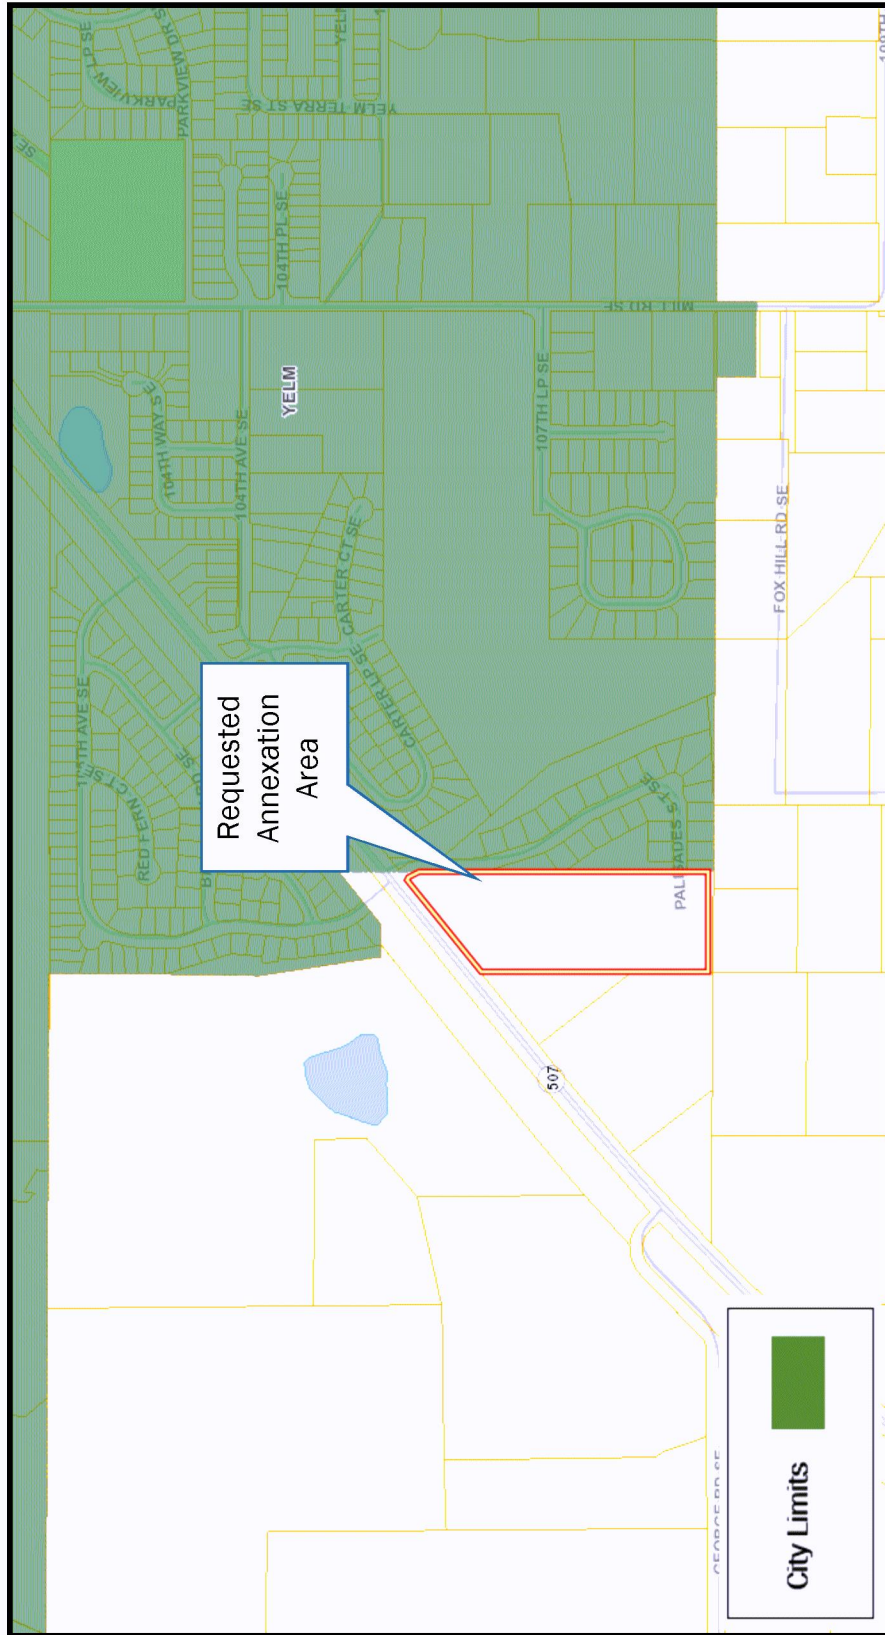 SE
PARKVIEW LP SE
PARKVIEW DR S
YELM TERRA ST SE
YELM
104TH PL SE
MILL RD SE
YELM
104TH WAY SE
104TH AVE SE
CARTER CT SE
CARTER LP SE
107TH LP SE
FOX HILL RD SE
RED FERN CT SE
PALISADES ST SE
Requested
Annexation
Area
507
GEORGE RD SE
City Limits